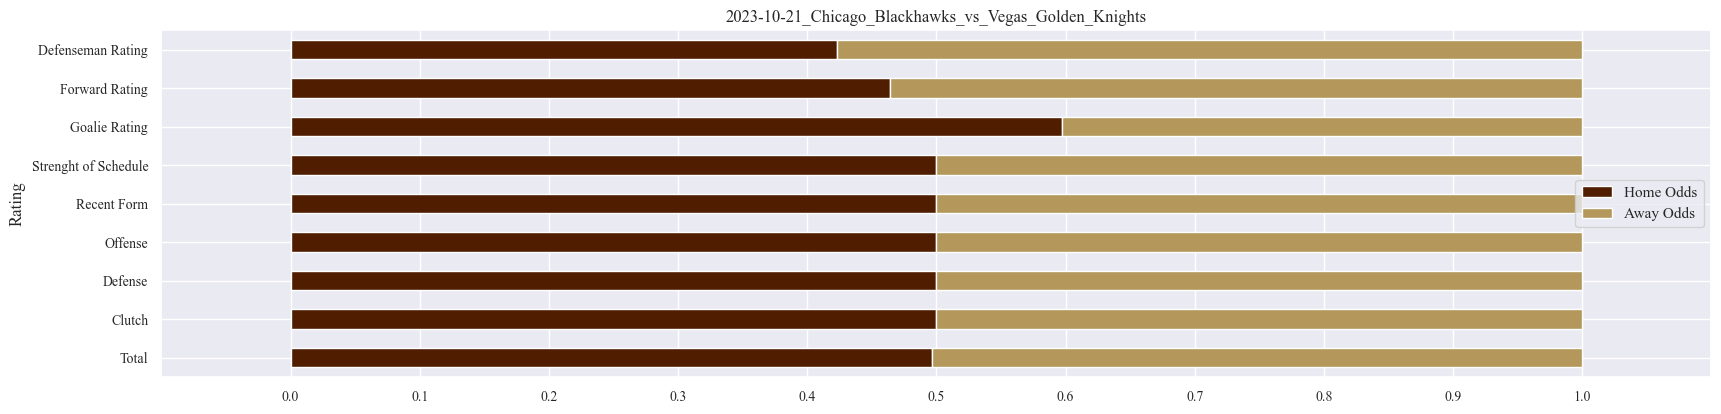 2023-10-21_Chicago_Blackhawks_vs_Vegas_Golden_Knights
Rating
Defenseman Rating
Forward Rating
Goalie Rating
Strenght of Schedule
Recent Form
Offense
Defense
Clutch
Total
Home Odds
Away Odds
0.0 0.1 0.2 0.3 0.4 0.5 0.6 0.7 0.8 0.9 1.0